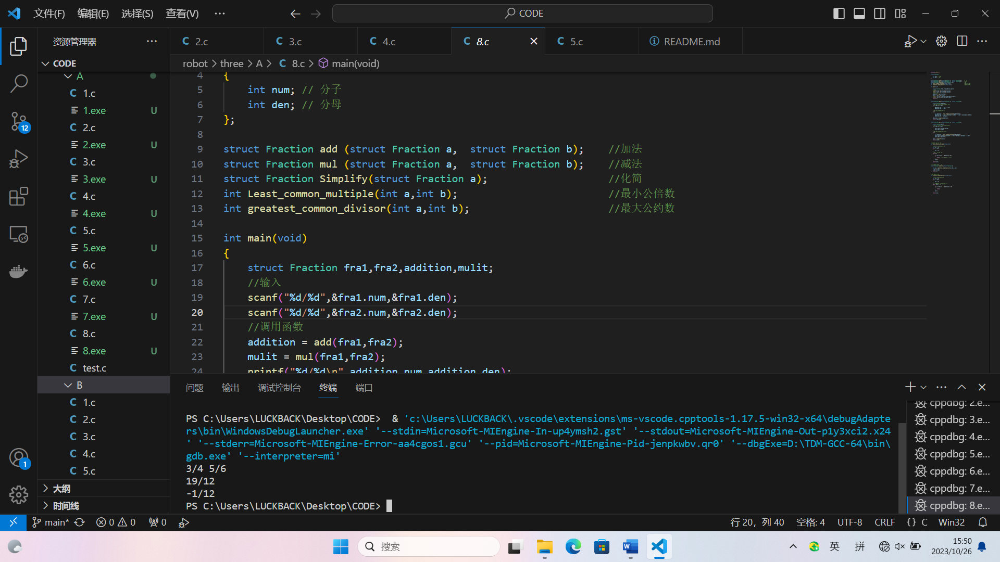 文件(F) 编辑(E) 选择(S) 查看(V) ··· CODE
资源管理器 ···
2.c 3.c 4.c 8.c 5.c README.md
CODE
robot > three > A > C 8.c > main(void)
A
C 1.c
1.exe U
C 2.c
2.exe U
C 3.c
3.exe U
C 4.c
4.exe U
C 5.c
5.exe U
C 6.c
6.exe U
C 7.c
7.exe U
C 8.c
8.exe U
C test.c
B
C 1.c
C 2.c
C 3.c
C 4.c
C 5.c
大纲
时间线
12
1
4 {
5 int num; // 分子
6 int den; // 分母
7 };
8
9 struct Fraction add (struct Fraction a, struct Fraction b); //加法
10 struct Fraction mul (struct Fraction a, struct Fraction b); //减法
11 struct Fraction Simplify(struct Fraction a); //化简
12 int Least_common_multiple(int a,int b); //最小公倍数
13 int greatest_common_divisor(int a,int b); //最大公约数
14
15 int main(void)
16 {
17 struct Fraction fra1,fra2,addition,mulit;
18 //输入
19 scanf("%d/%d",&fra1.num,&fra1.den);
20 scanf("%d/%d",&fra2.num,&fra2.den);
21 //调用函数
22 addition = add(fra1,fra2);
23 mulit = mul(fra1,fra2);
24 printf("%d/%d\n",addition.num,addition.den);
问题 输出 调试控制台 终端 端口
PS C:\Users\LUCKBACK\Desktop\CODE> & 'c:\Users\LUCKBACK\.vscode\extensions\ms-vscode.cpptools-1.17.5-win32-x64\debugAdapte
rs\bin\WindowsDebugLauncher.exe' '--stdin=Microsoft-MIEngine-In-up4ymsh2.gst' '--stdout=Microsoft-MIEngine-Out-p1y3xci2.x24
' '--stderr=Microsoft-MIEngine-Error-aa4cgos1.gcu' '--pid=Microsoft-MIEngine-Pid-jenpkwbv.qr0' '--dbgExe=D:\TDM-GCC-64\bin\
gdb.exe' '--interpreter=mi'
3/4 5/6
19/12
-1/12
PS C:\Users\LUCKBACK\Desktop\CODE>
cppdbg: 2.e...
cppdbg: 3.e...
cppdbg: 4.e...
cppdbg: 5.e...
cppdbg: 6.e...
cppdbg: 7.e...
cppdbg: 8.e...
main* 0 0 0 行 20, 列 40 空格: 4 UTF-8 CRLF {} C Win32
搜索 英 拼 15:50
2023/10/26